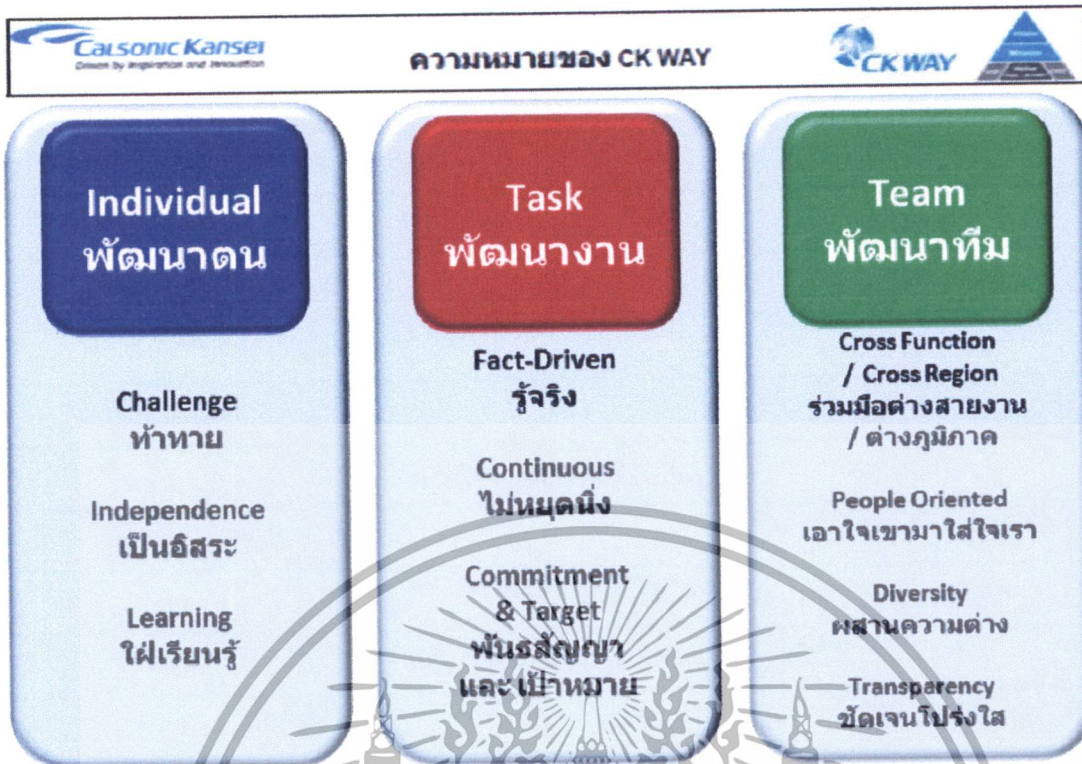 Calsonic Kansei
Driven by Inspiration and Innovation
ความหมายของ CK WAY
CK WAY
Individual
พัฒนาตน
Challenge
ท้าทาย
Independence
เป็นอิสระ
Learning
ใฝ่เรียนรู้
Task
พัฒนางาน
Fact-Driven
รู้จริง
Continuous
ไม่หยุดนิ่ง
Commitment
& Target
พันธสัญญา
และ เป้าหมาย
Team
พัฒนาทีม
Cross Function
/ Cross Region
ร่วมมือต่างสายงาน
/ ต่างภูมิภาค
People Oriented
เอาใจเขามาใส่ใจเรา
Diversity
ผสานความต่าง
Transparency
ชัดเจนโปร่งใส